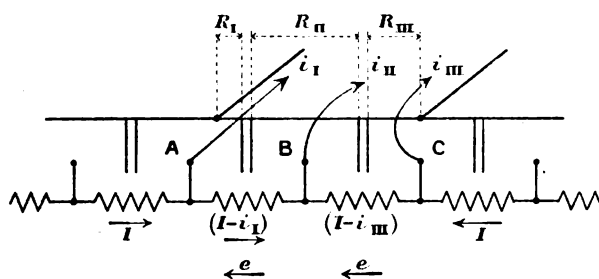 R_I R_II R_III
i_I i_II i_III
A B C
I (I-i_I) (I-i_III) I
e e